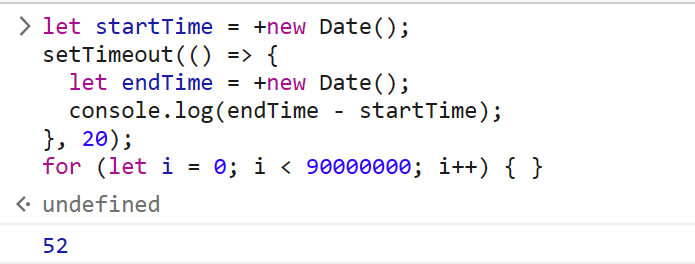 let startTime = +new Date();
setTimeout(() => {
  let endTime = +new Date();
  console.log(endTime - startTime);
}, 20);
for (let i = 0; i < 90000000; i++) { }
undefined
52